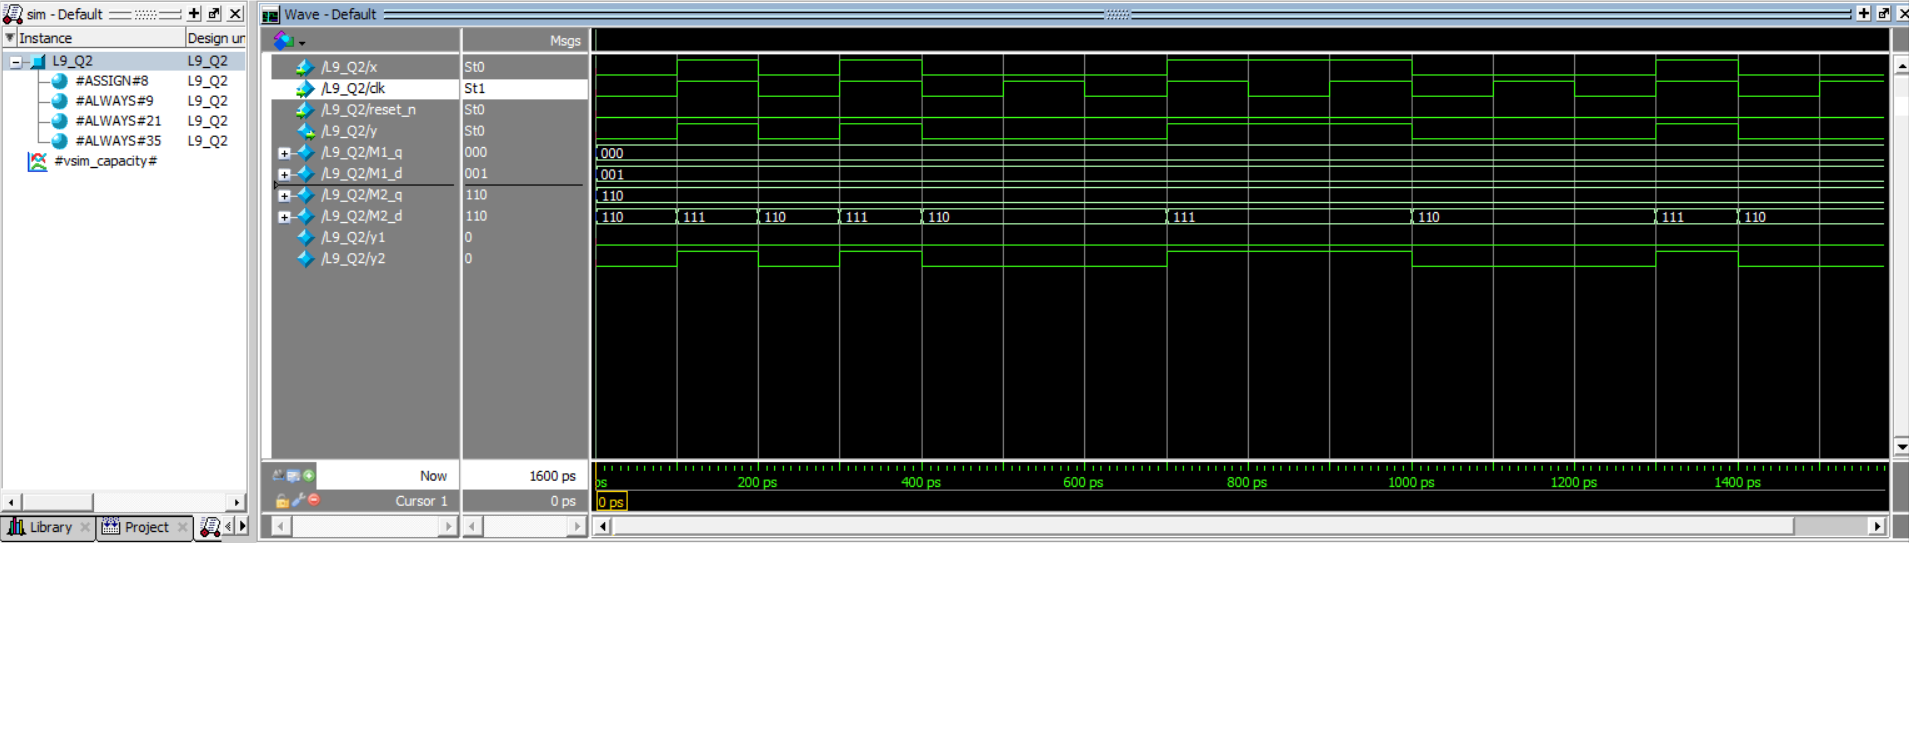 sim - Default
Instance Design ur
L9_Q2 L9_Q2
#ASSIGN#8 L9_Q2
#ALWAYS#9 L9_Q2
#ALWAYS#21 L9_Q2
#ALWAYS#35 L9_Q2
#vsim_capacity#
Library Project
Wave - Default
Msgs
/L9_Q2/x St0
/L9_Q2/clk St1
/L9_Q2/reset_n St0
/L9_Q2/y St0
/L9_Q2/M1_q 000 000
/L9_Q2/M1_d 001 001
/L9_Q2/M2_q 110 110
/L9_Q2/M2_d 110 110 111 110 111 110 111 110 111 110
/L9_Q2/y1 0
/L9_Q2/y2 0
Now 1600 ps ps 200 ps 400 ps 600 ps 800 ps 1000 ps 1200 ps 1400 ps
Cursor 1 0 ps 0 ps